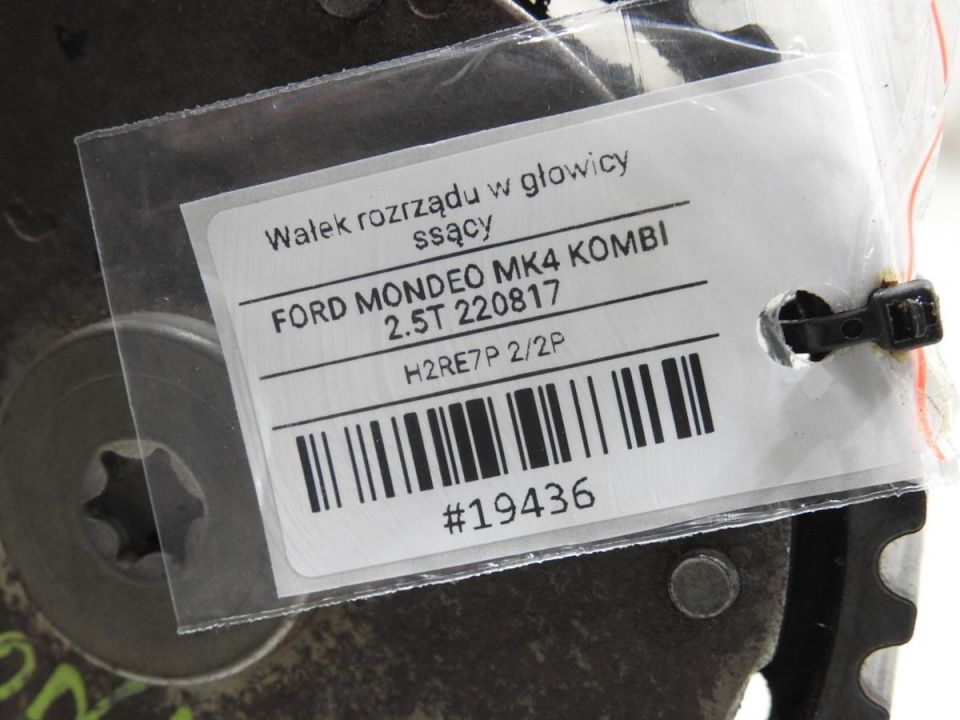 Wałek rozrządu w głowicy
ssący
FORD MONDEO MK4 KOMBI
2.5T 220817
H2RE7P 2/2P
#19436